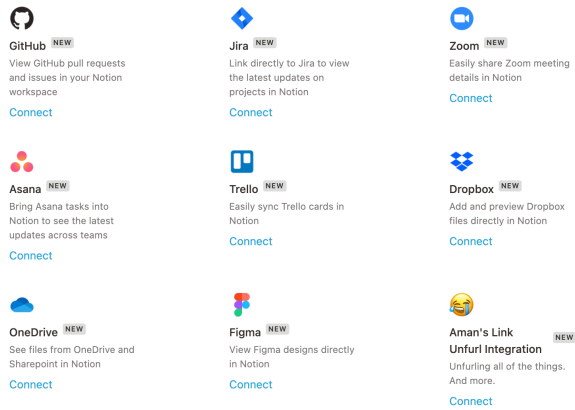 GitHub NEW
View GitHub pull requests
and issues in your Notion
workspace
Connect
Jira NEW
Link directly to Jira to view
the latest updates on
projects in Notion
Connect
Zoom NEW
Easily share Zoom meeting
details in Notion
Connect
Asana NEW
Bring Asana tasks into
Notion to see the latest
updates across teams
Connect
Trello NEW
Easily sync Trello cards in
Notion
Connect
Dropbox NEW
Add and preview Dropbox
files directly in Notion
Connect
OneDrive NEW
See files from OneDrive and
Sharepoint in Notion
Connect
Figma NEW
View Figma designs directly
in Notion
Connect
Aman's Link
Unfurl Integration NEW
Unfurling all of the things.
And more.
Connect